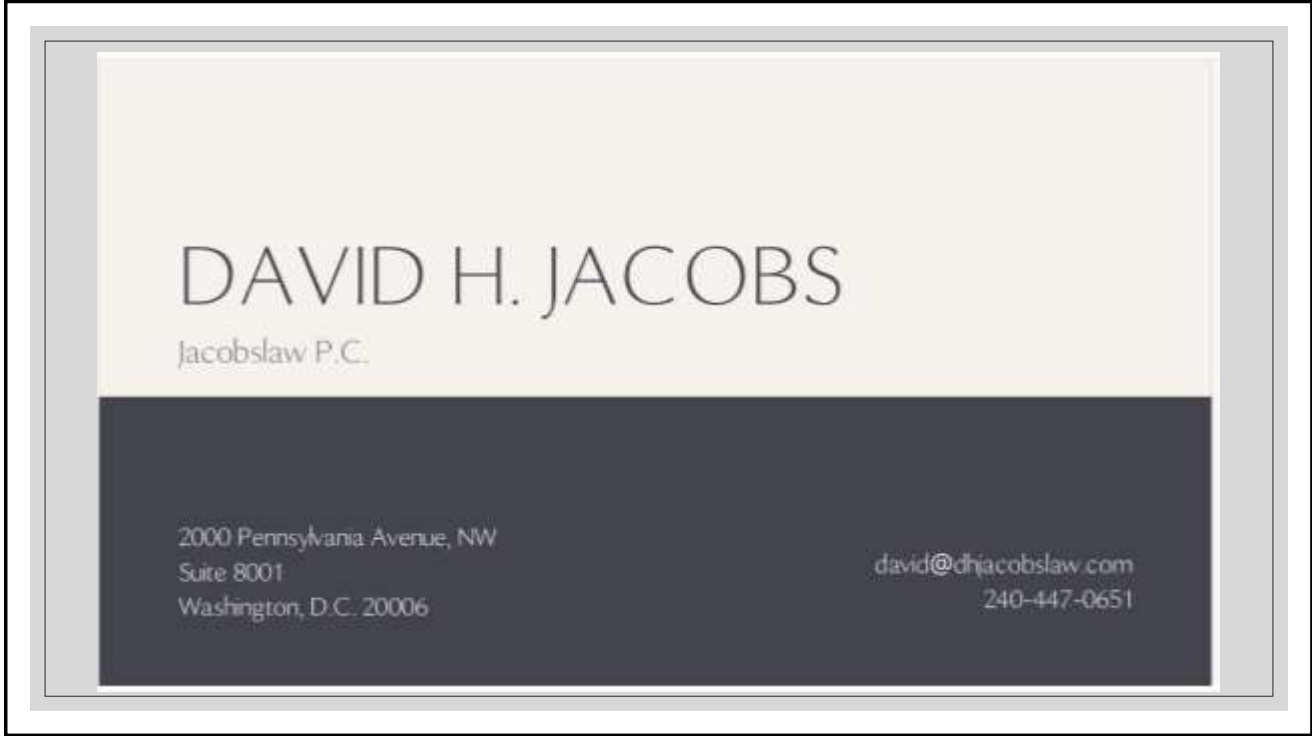 DAVID H. JACOBS
Jacobslaw P.C.
2000 Pennsylvania Avenue, NW
Suite 8001
Washington, D.C. 20006
david@dhjacobslaw.com
240-447-0651